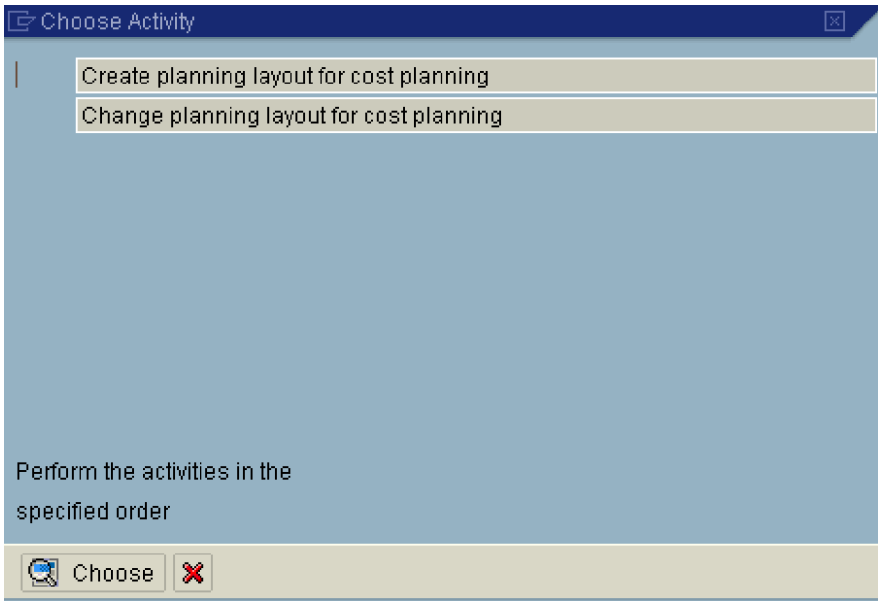 Choose Activity
Create planning layout for cost planning
Change planning layout for cost planning
Perform the activities in the
specified order
Choose